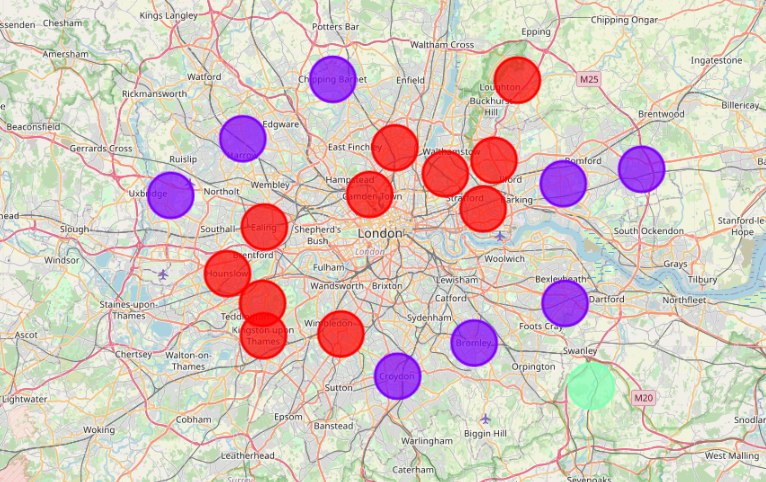 Chesham
Kings Langley
Potters Bar
Epping
Chipping Ongar
Amersham
Waltham Cross
Ingatestone
Watford
Chipping Barnet
Enfield
Loughton
M25
Rickmansworth
Buckhurst
Hill
Billericay
Brentwood
Beaconsfield
Edgware
Gerrards Cross
East Finchley
Walthamstow
Ruislip
Romford
Uxbridge
Northolt
Wembley
Hampstead
Camden Town
Stratford
Ilford
Barking
Slough
Southall
Ealing
Shepherd's
Bush
London
London
South Ockendon
Stanford-le-
Hope
Windsor
Brentford
Woolwich
Grays
Tilbury
Hounslow
Fulham
Wandsworth
Brixton
Lewisham
Bexleyheath
Dartford
Northfleet
Staines-upon-
Thames
Catford
Ascot
Kingston upon
Thames
Wimbledon
Sydenham
Foots Cray
Chertsey
Walton-on-
Thames
Bromley
Swanley
Croydon
Orpington
Sutton
Lightwater
M20
Cobham
Epsom
Banstead
Biggin Hill
Woking
Warlingham
Leatherhead
Caterham
Sevenoaks
West Malling